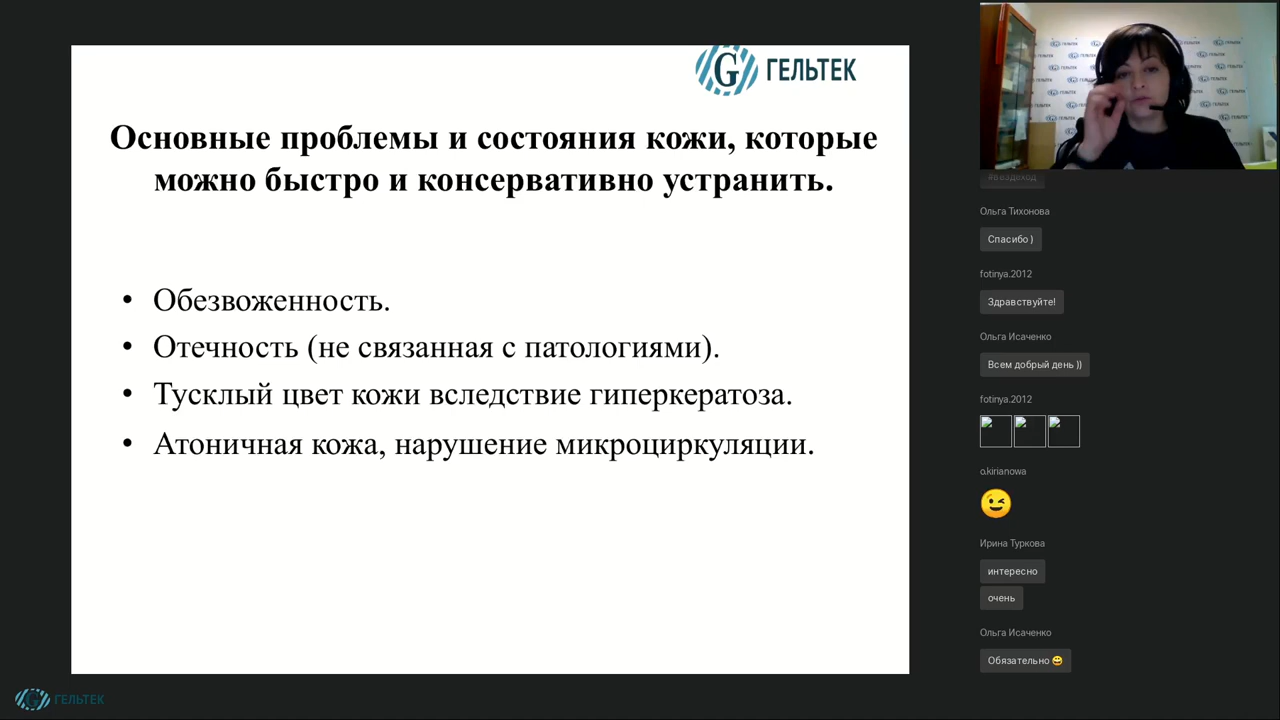 ГЕЛЬТЕК
Основные проблемы и состояния кожи, которые
можно быстро и консервативно устранить.
• Обезвоженность.
• Отечность (не связанная с патологиями).
• Тусклый цвет кожи вследствие гиперкератоза.
• Атоничная кожа, нарушение микроциркуляции.
ГЕЛЬТЕК
#вездеход
Ольга Тихонова
Спасибо )
fotinya.2012
Здравствуйте!
Ольга Исаченко
Всем добрый день ))
fotinya.2012
o.kirianowa
Ирина Туркова
интересно
очень
Ольга Исаченко
Обязательно
ГЕЛЬТЕК